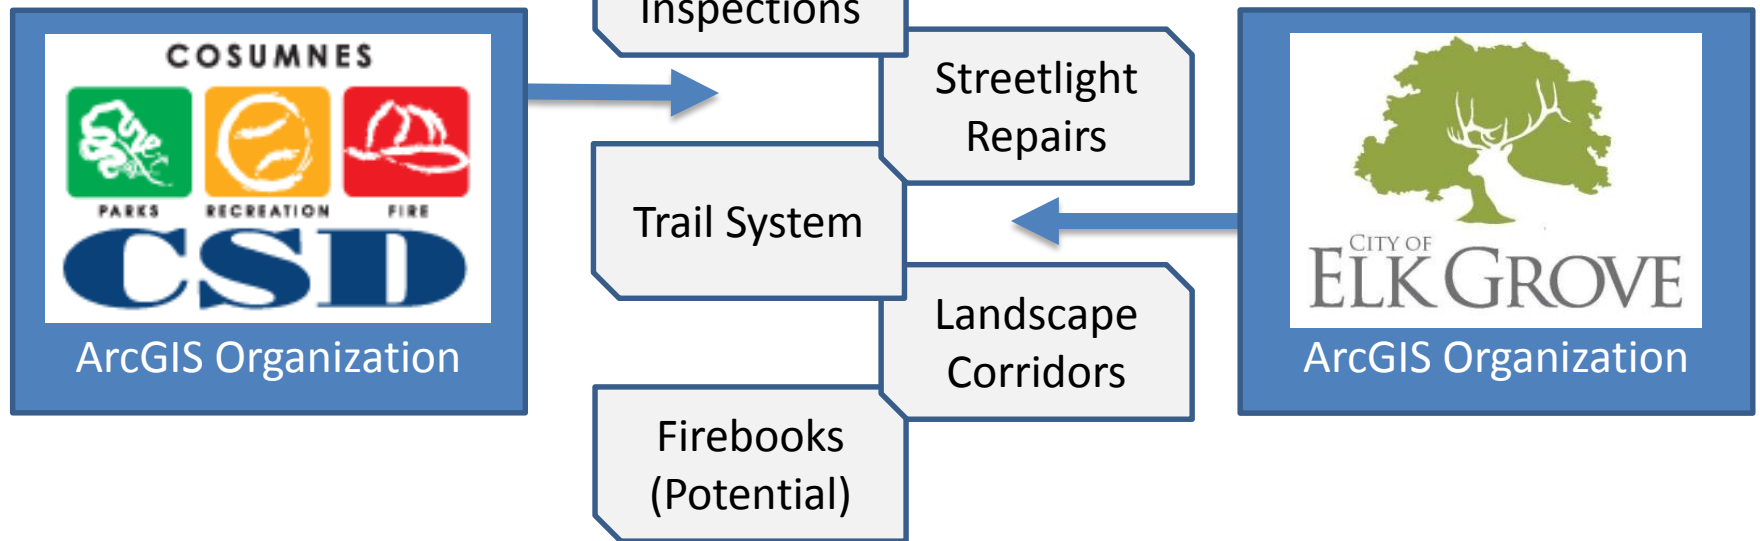 COSUMNES
PARKS RECREATION FIRE
CSD
ArcGIS Organization
Inspections
Streetlight
Repairs
Trail System
Landscape
Corridors
Firebooks
(Potential)
CITY OF
ELK GROVE
ArcGIS Organization